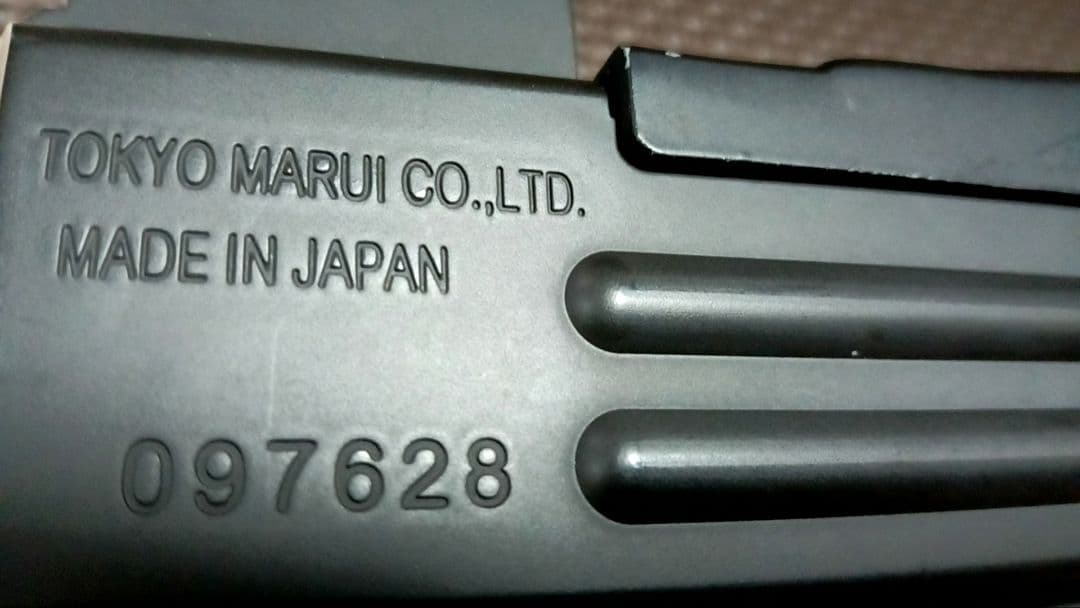 TOKYO MARUI CO.,LTD.
MADE IN JAPAN
097628